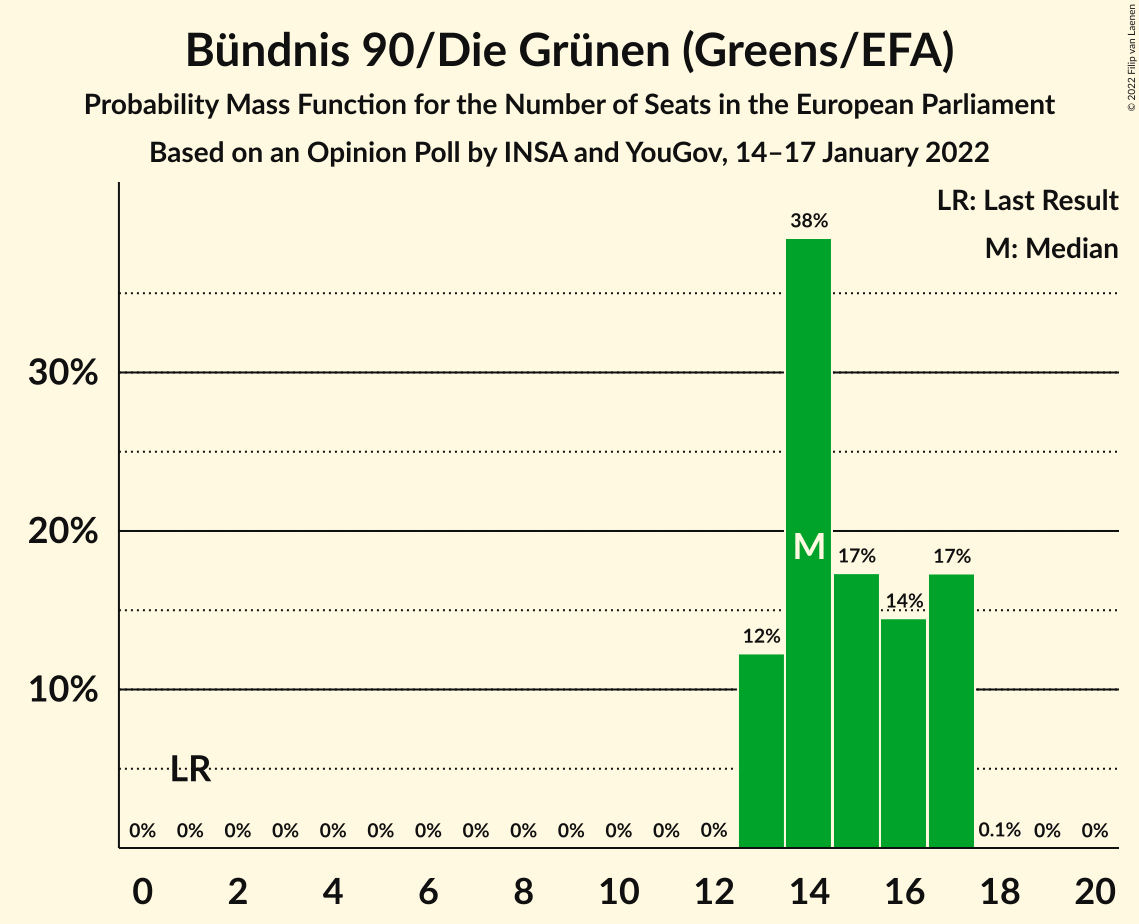 Bündnis 90/Die Grünen (Greens/EFA)
Probability Mass Function for the Number of Seats in the European Parliament
Based on an Opinion Poll by INSA and YouGov, 14–17 January 2022
© 2022 Filip van Laenen
LR: Last Result
M: Median
38%
30%
20%
M
17%
17%
14%
12%
10%
LR
0% 0% 0% 0% 0% 0% 0% 0% 0% 0% 0% 0% 0% 0.1% 0% 0%
0 2 4 6 8 10 12 14 16 18 20